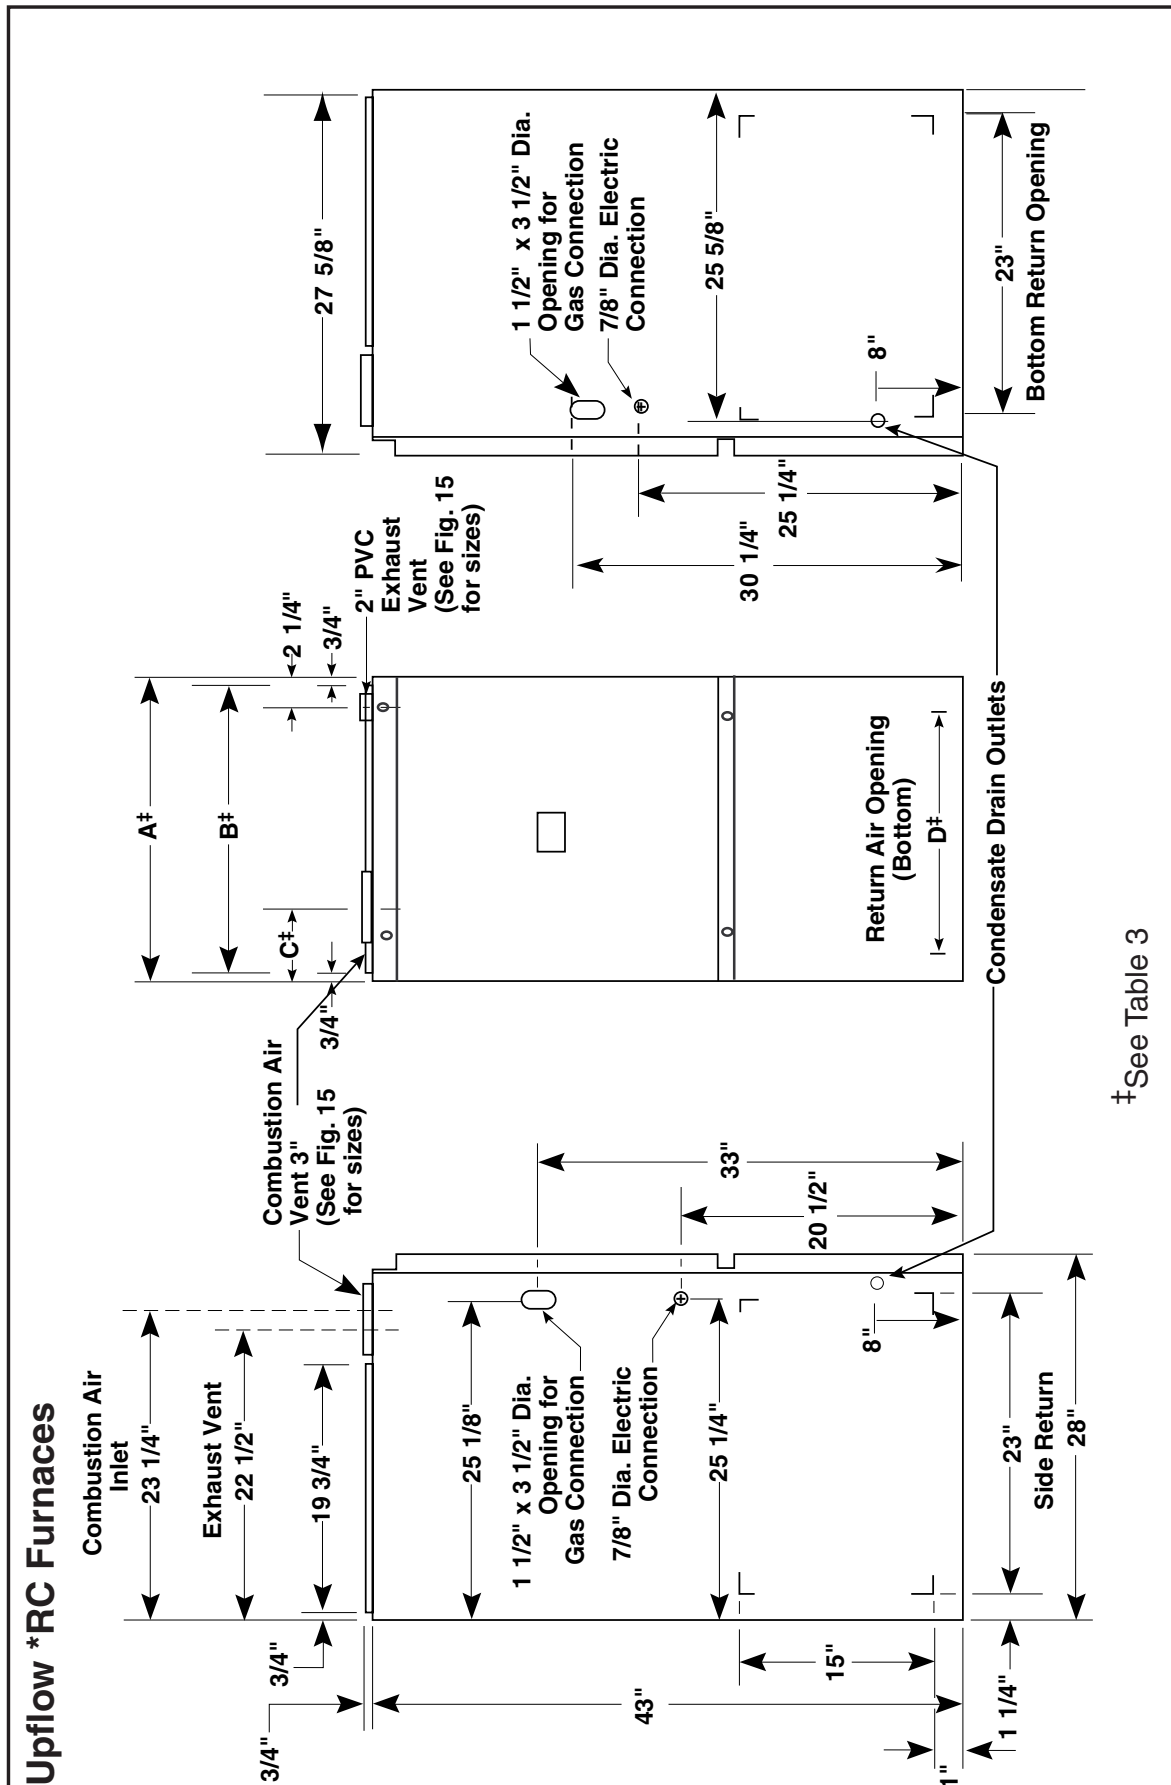 Upflow *RC Furnaces
Combustion Air
Inlet
23 1/4"
Exhaust Vent
22 1/2"
19 3/4"
3/4"
3/4"
Combustion Air
Vent 3"
(See Fig. 15
for sizes)
25 1/8"
1 1/2" x 3 1/2" Dia.
Opening for
Gas Connection
7/8" Dia. Electric
Connection
25 1/4"
33"
20 1/2"
43"
15"
8"
23"
Side Return
28"
1 1/4"
1"
A‡
B‡
C‡
3/4"
2 1/4"
3/4"
2" PVC
Exhaust
Vent
(See Fig. 15
for sizes)
Return Air Opening
(Bottom)
D‡
Condensate Drain Outlets
27 5/8"
1 1/2" x 3 1/2" Dia.
Opening for
Gas Connection
7/8" Dia. Electric
Connection
25 5/8"
30 1/4"
25 1/4"
8"
23"
Bottom Return Opening
‡See Table 3